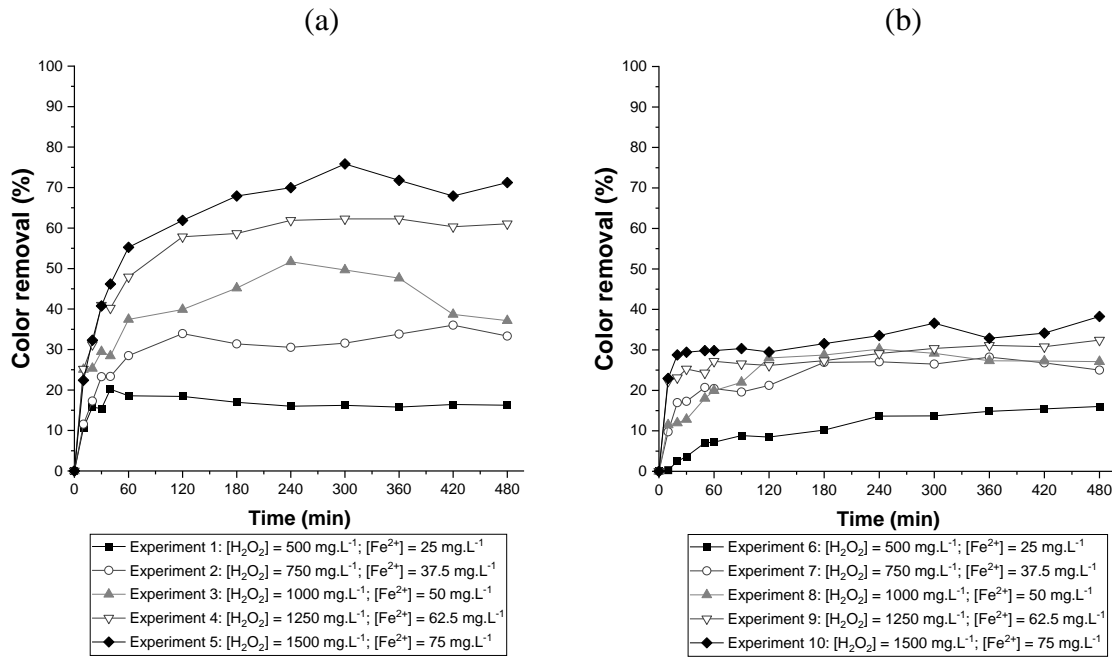 (a)
(b)
100
90
80
70
60
50
40
30
20
10
0
Color removal (%)
0 60 120 180 240 300 360 420 480
Time (min)
Experiment 1: [H₂O₂] = 500 mg.L⁻¹; [Fe²⁺] = 25 mg.L⁻¹
Experiment 2: [H₂O₂] = 750 mg.L⁻¹; [Fe²⁺] = 37.5 mg.L⁻¹
Experiment 3: [H₂O₂] = 1000 mg.L⁻¹; [Fe²⁺] = 50 mg.L⁻¹
Experiment 4: [H₂O₂] = 1250 mg.L⁻¹; [Fe²⁺] = 62.5 mg.L⁻¹
Experiment 5: [H₂O₂] = 1500 mg.L⁻¹; [Fe²⁺] = 75 mg.L⁻¹
100
90
80
70
60
50
40
30
20
10
0
Color removal (%)
0 60 120 180 240 300 360 420 480
Time (min)
Experiment 6: [H₂O₂] = 500 mg.L⁻¹; [Fe²⁺] = 25 mg.L⁻¹
Experiment 7: [H₂O₂] = 750 mg.L⁻¹; [Fe²⁺] = 37.5 mg.L⁻¹
Experiment 8: [H₂O₂] = 1000 mg.L⁻¹; [Fe²⁺] = 50 mg.L⁻¹
Experiment 9: [H₂O₂] = 1250 mg.L⁻¹; [Fe²⁺] = 62.5 mg.L⁻¹
Experiment 10: [H₂O₂] = 1500 mg.L⁻¹; [Fe²⁺] = 75 mg.L⁻¹